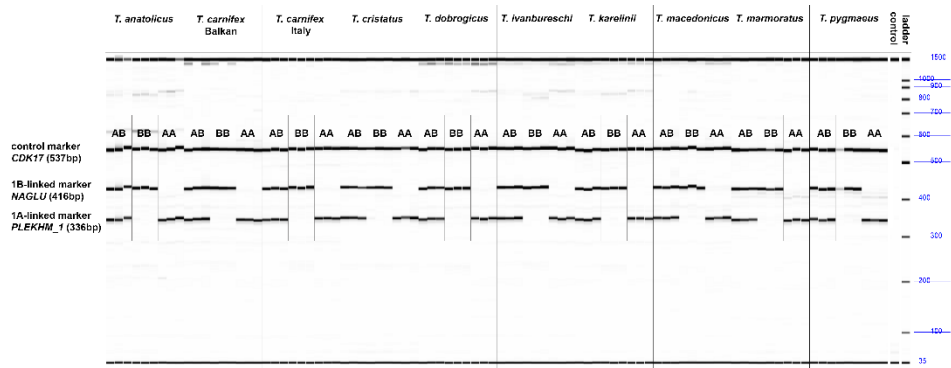 T. anatolicus T. carnifex Balkan T. carnifex Italy T. cristatus T. dobrogicus T. ivanbureschi T. karelinii T. macedonicus T. marmoratus T. pygmaeus control ladder
1500
1000
900
800
700
600
AB BB AA AB BB AA AB BB AA AB BB AA AB BB AA AB BB AA AB BB AA AB BB AA AB BB AA AB BB AA
control marker
CDK17 (537bp)
500
1B-linked marker
NAGLU (416bp)
400
1A-linked marker
PLEKHM_1 (336bp)
300
200
100
35